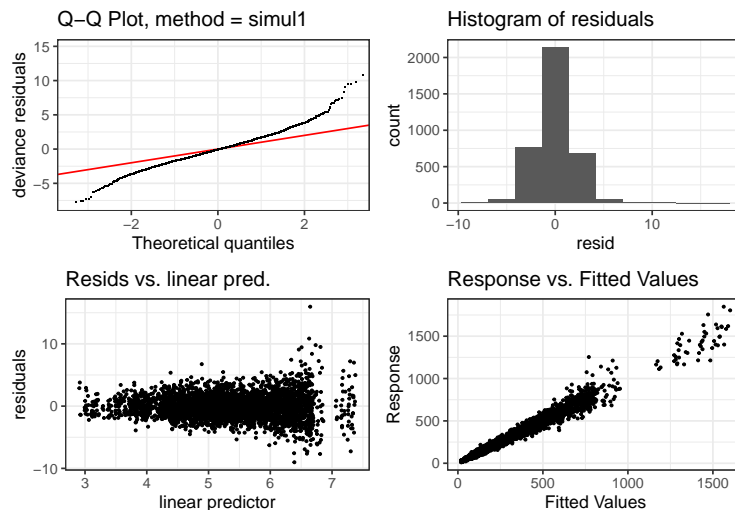 Q−Q Plot, method = simul1
15
10
5
0
−5
deviance residuals
−2
0
2
Theoretical quantiles
Histogram of residuals
2000
1500
1000
500
0
count
−10
0
10
resid
Resids vs. linear pred.
10
0
−10
residuals
3
4
5
6
7
linear predictor
Response vs. Fitted Values
1500
1000
500
0
Response
0
500
1000
1500
Fitted Values